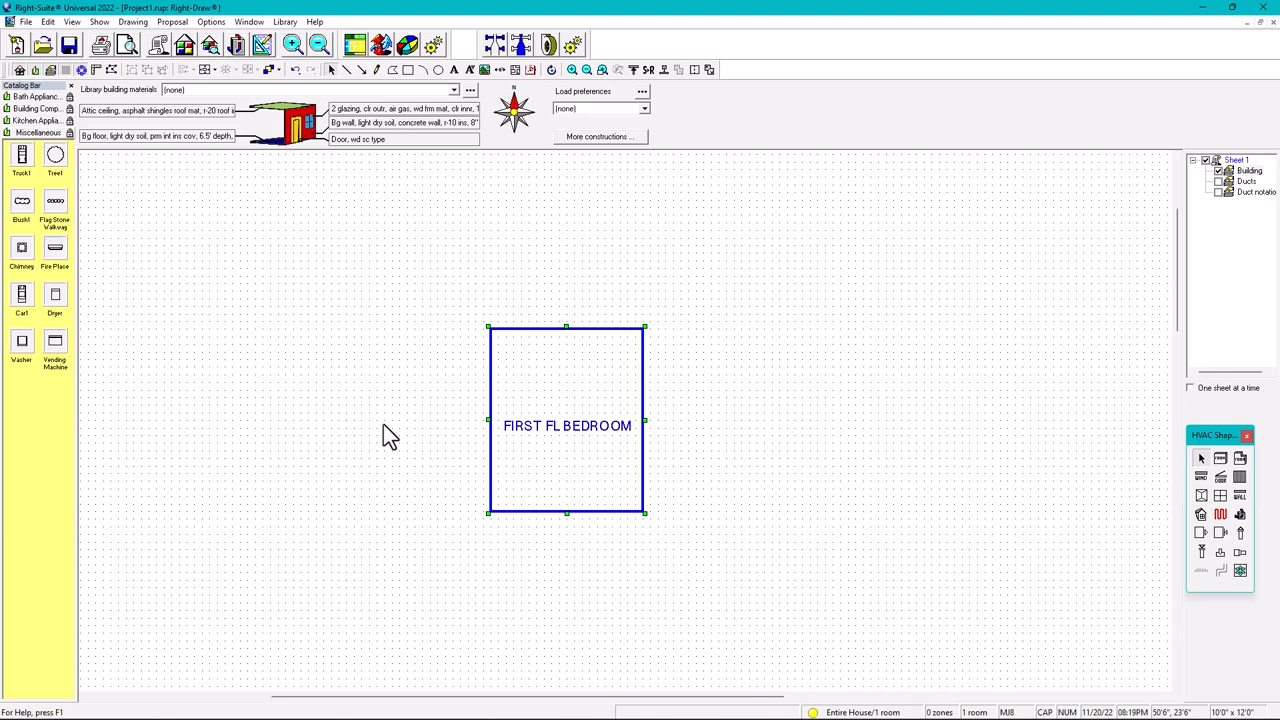 Right-Suite® Universal 2022 - [Project1.rup: Right-Draw®]
File Edit View Show Drawing Proposal Options Window Library Help
S-R
Catalog Bar
Bath Applianc...
Building Comp...
Kitchen Applian...
Miscellaneous
Library building materials (none)
Attic ceiling, asphalt shingles roof mat, r-20 roof i
Bg floor, light dry soil, prm int ins cov, 6.5' depth,
2 glazing, clr outr, air gas, wd frm mat, clr innr, 1
Bg wall, light dry soil, concrete wall, r-10 ins, 8"
Door, wd sc type
N
Load preferences
(none)
More constructions ...
Truck1 Tree1
Bush1 Flag Stone Walkway
Chimney Fire Place
Car1 Dryer
Washer Vending Machine
FIRST FL BEDROOM
Sheet 1
Building
Ducts
Duct notatio
One sheet at a time
HVAC Shap...
ROOM
WIND DOOR
WALL
For Help, press F1
Entire House/1 room 0 zones 1 room MJ8 CAP NUM 11/20/22 08:19PM 50'6", 23'6" 10'0" x 12'0"